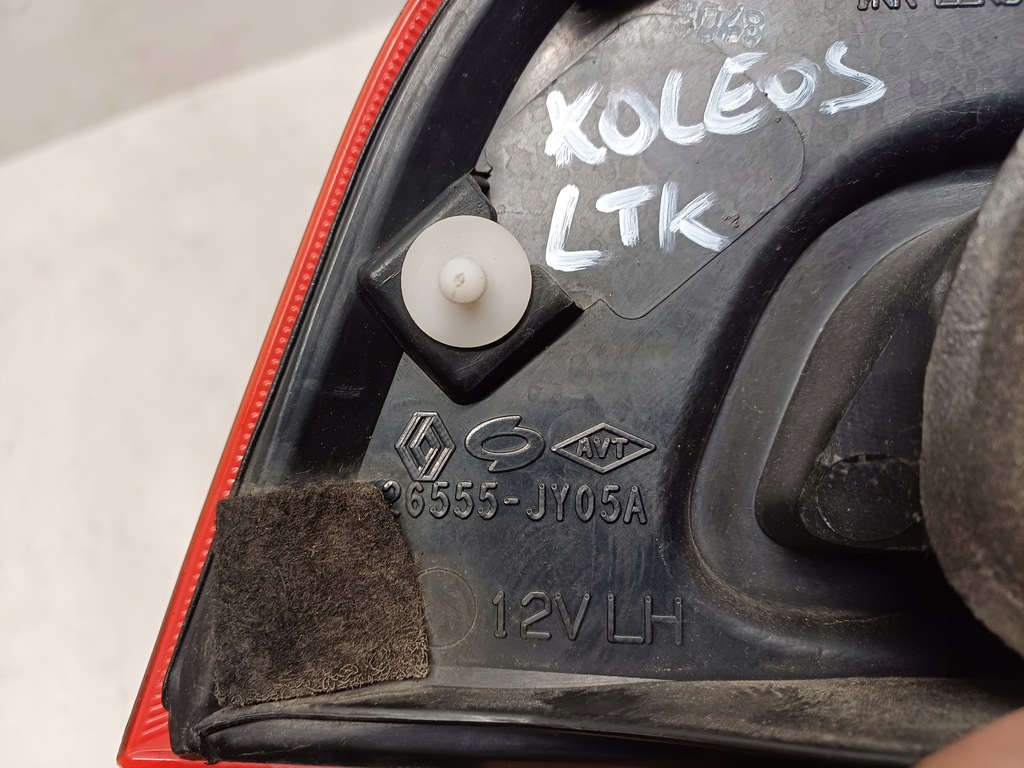 XOLEOS
LTK
AVT
26555-JY05A
12V LH